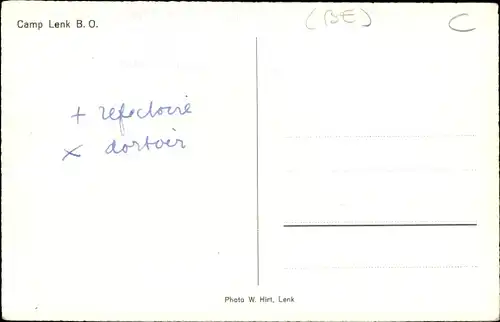 Camp Lenk B. O.
(BE)
C
+ refectoire
x dortoir
Photo W. Hirt, Lenk